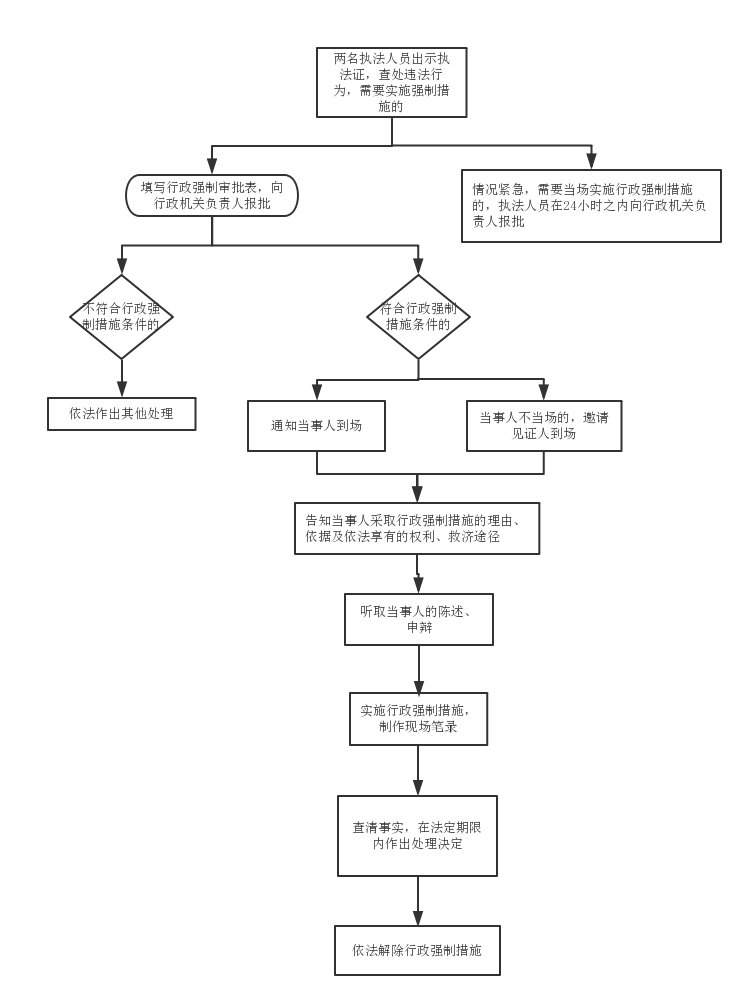 两名执法人员出示执
法证，查处违法行
为，需要实施强制措
施的
填写行政强制审批表，向
行政机关负责人报批
情况紧急，需要当场实施行政强制措施
的，执法人员在24小时之内向行政机关负
责人报批
不符合行政强
制措施条件的
符合行政强制
措施条件的
依法作出其他处理
通知当事人到场
当事人不当场的，邀请
见证人到场
告知当事人采取行政强制措施的理由、
依据及依法享有的权利、救济途径
听取当事人的陈述、
申辩
实施行政强制措施，
制作现场笔录
查清事实，在法定期限
内作出处理决定
依法解除行政强制措施